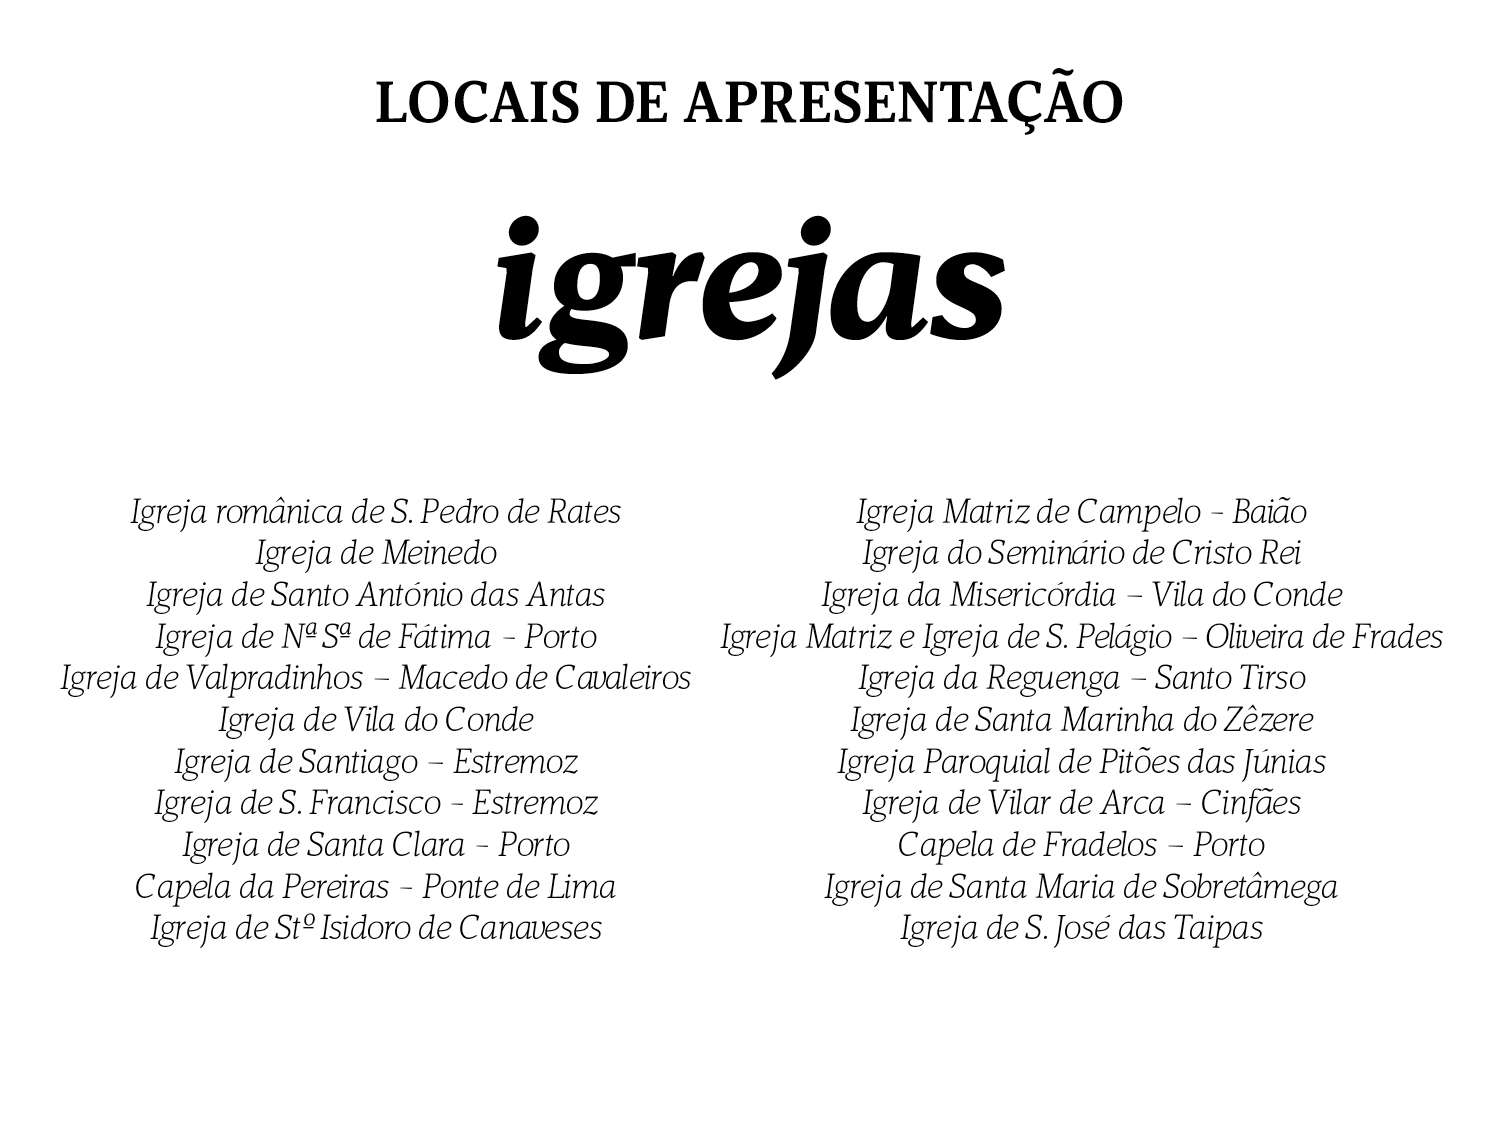 LOCAIS DE APRESENTAÇÃO
igrejas
Igreja românica de S. Pedro de Rates
Igreja de Meinedo
Igreja de Santo António das Antas
Igreja de Nª Sª de Fátima - Porto
Igreja de Valpradinhos – Macedo de Cavaleiros
Igreja de Vila do Conde
Igreja de Santiago – Estremoz
Igreja de S. Francisco - Estremoz
Igreja de Santa Clara - Porto
Capela da Pereiras - Ponte de Lima
Igreja de Stº Isidoro de Canaveses
Igreja Matriz de Campelo - Baião
Igreja do Seminário de Cristo Rei
Igreja da Misericórdia – Vila do Conde
Igreja Matriz e Igreja de S. Pelágio – Oliveira de Frades
Igreja da Reguenga – Santo Tirso
Igreja de Santa Marinha do Zêzere
Igreja Paroquial de Pitões das Júnias
Igreja de Vilar de Arca – Cinfães
Capela de Fradelos – Porto
Igreja de Santa Maria de Sobretâmega
Igreja de S. José das Taipas